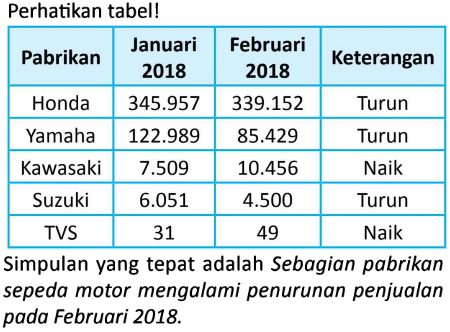 Perhatikan tabel!
Pabrikan Januari 2018 Februari 2018 Keterangan
Honda 345.957 339.152 Turun
Yamaha 122.989 85.429 Turun
Kawasaki 7.509 10.456 Naik
Suzuki 6.051 4.500 Turun
TVS 31 49 Naik
Simpulan yang tepat adalah Sebagian pabrikan
sepeda motor mengalami penurunan penjualan
pada Februari 2018.